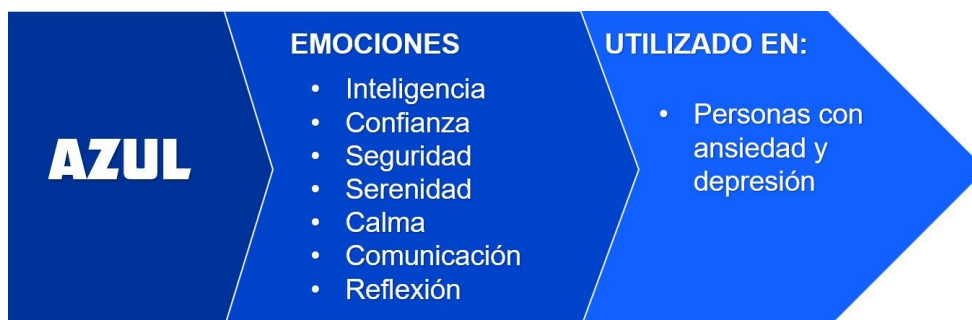 AZUL
EMOCIONES
• Inteligencia
• Confianza
• Seguridad
• Serenidad
• Calma
• Comunicación
• Reflexión
UTILIZADO EN:
• Personas con
ansiedad y
depresión